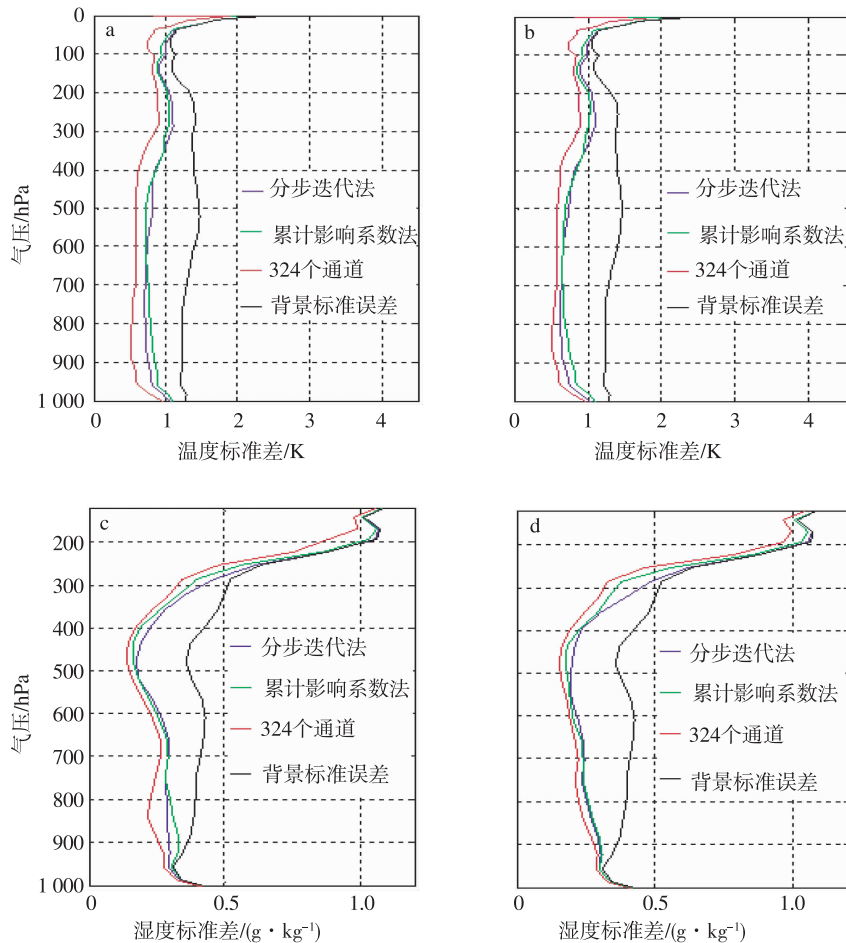 a
0
100
200
300
400
500
600
700
800
900
1 000
气压/hPa
分步迭代法
累计影响系数法
324个通道
背景标准误差
0
1
2
3
4
温度标准差/K
b
分步迭代法
累计影响系数法
324个通道
背景标准误差
0
1
2
3
4
温度标准差/K
c
200
300
400
500
600
700
800
900
1 000
气压/hPa
分步迭代法
累计影响系数法
324个通道
背景标准误差
0
0.5
1.0
湿度标准差/(g·kg⁻¹)
d
分步迭代法
累计影响系数法
324个通道
背景标准误差
0
0.5
1.0
湿度标准差/(g·kg⁻¹)